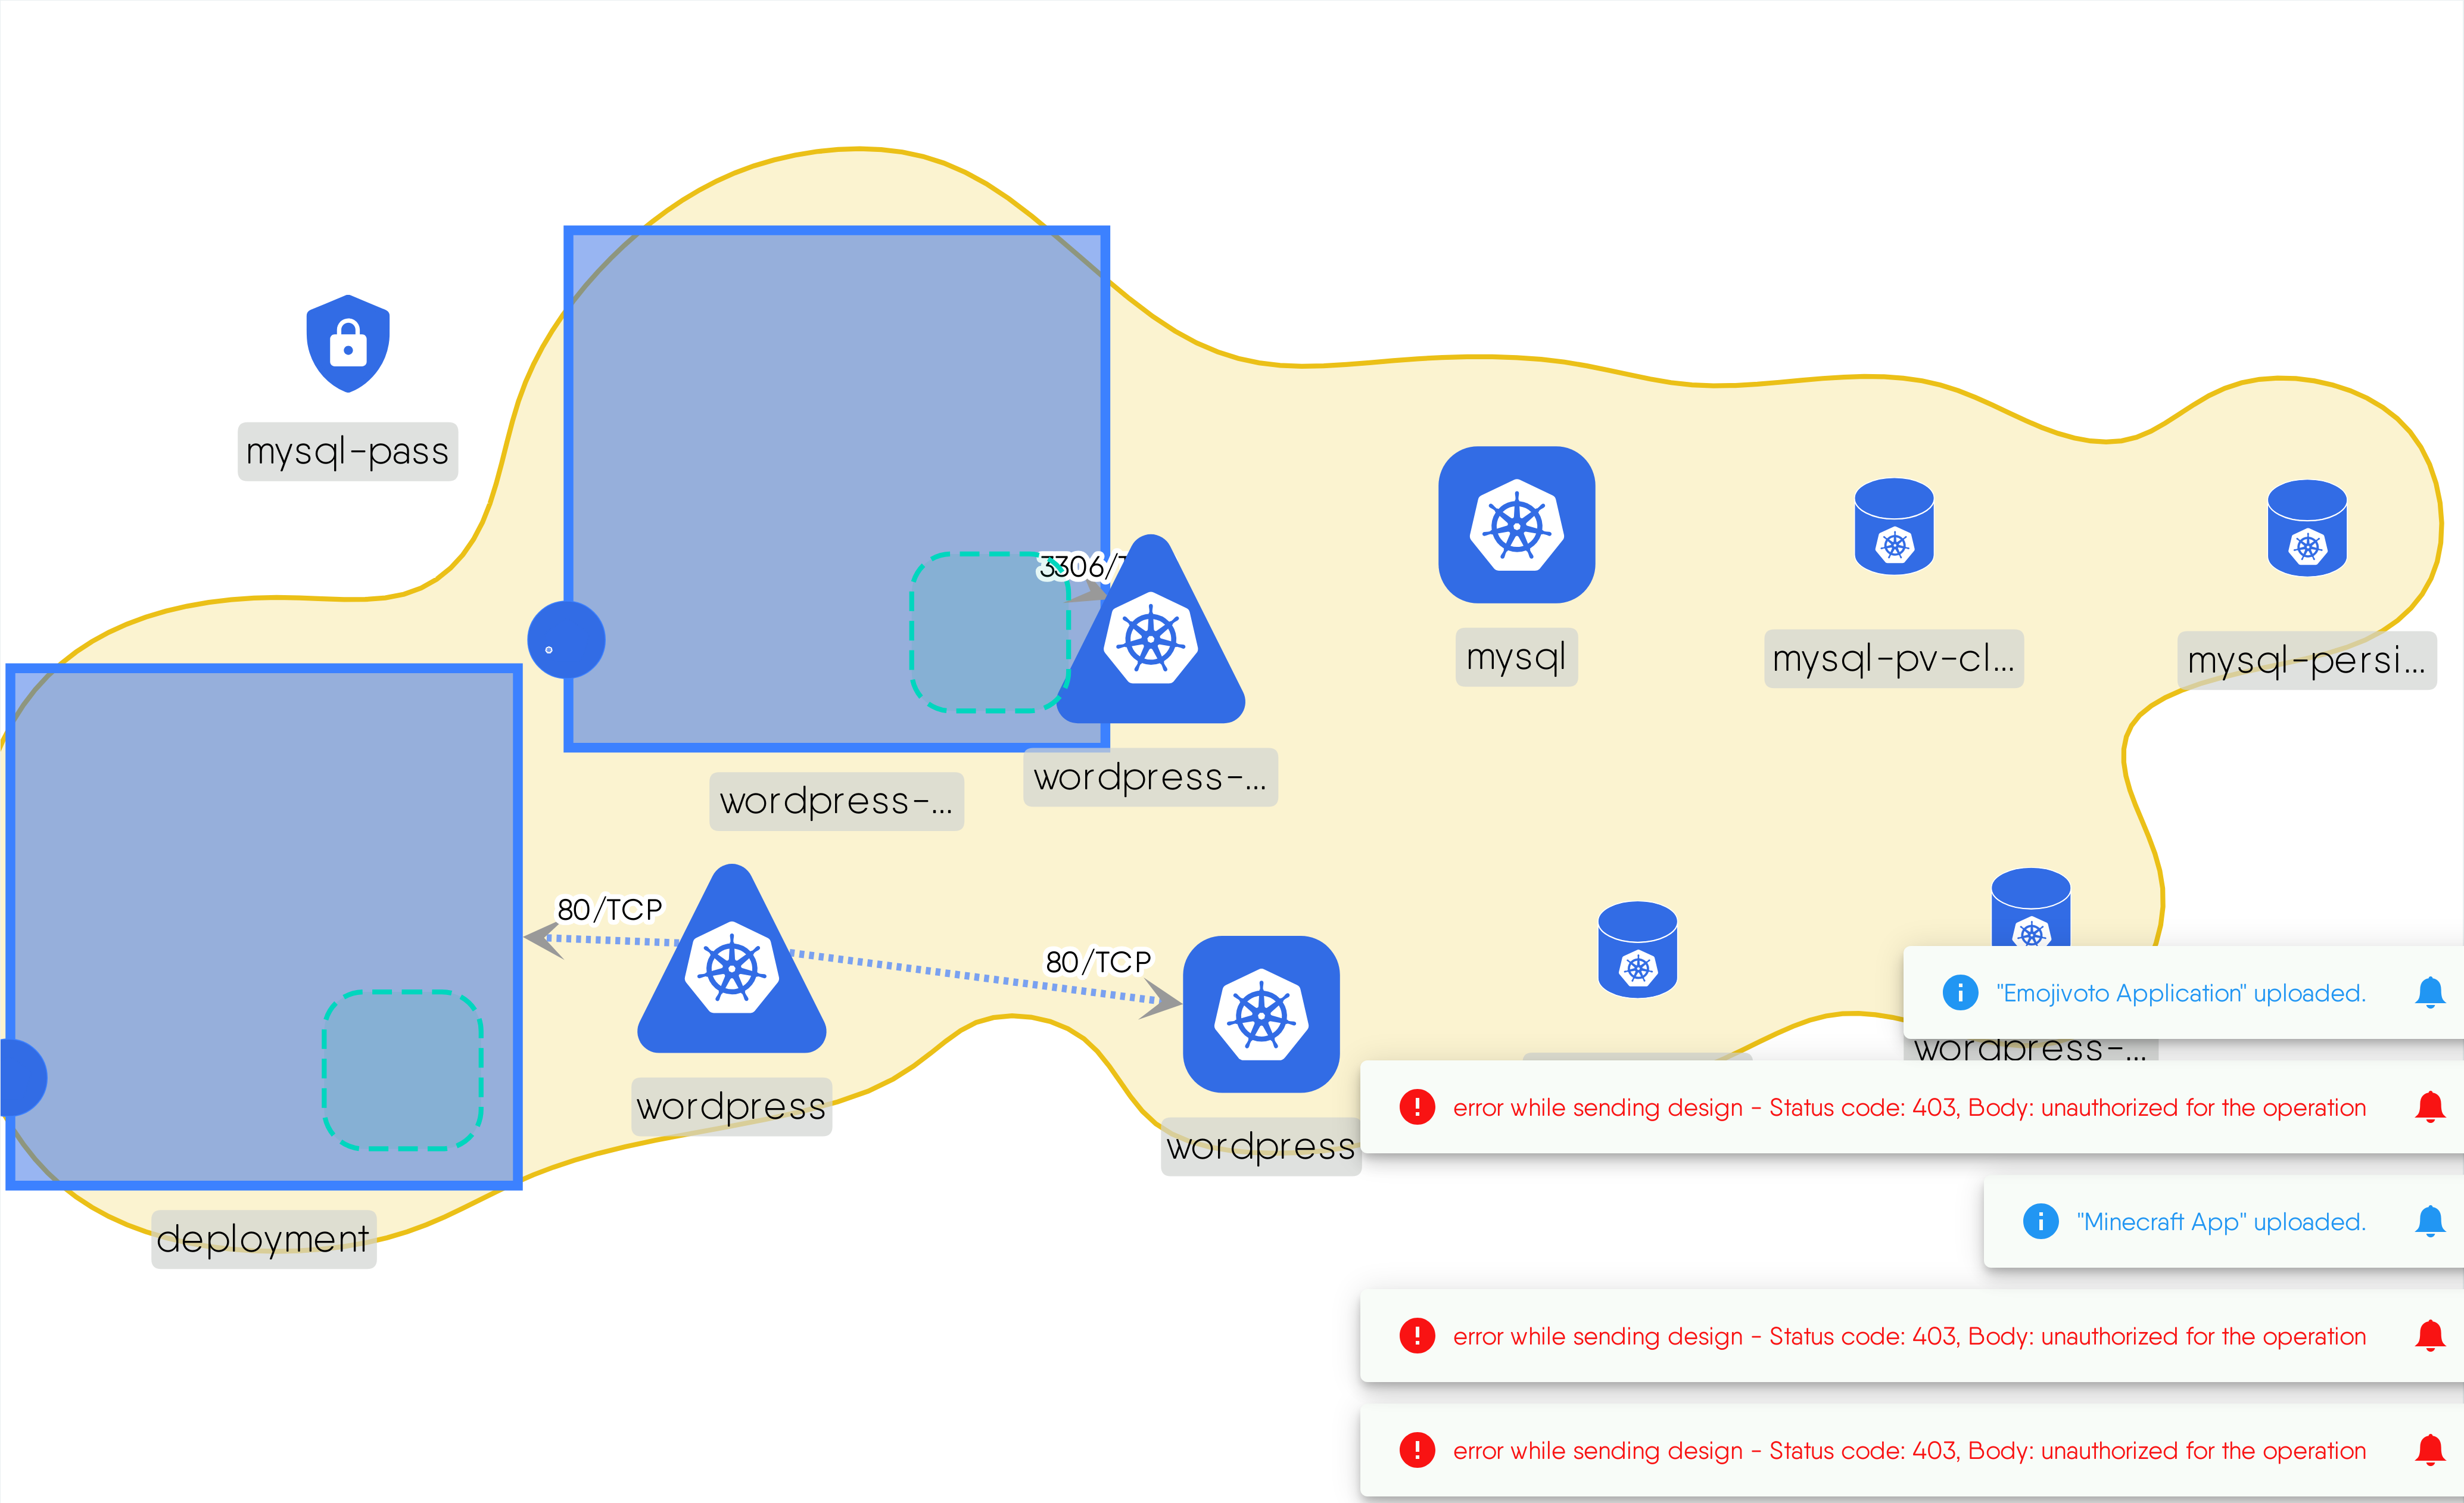 mysql-pass
3306/T
mysql
mysql-pv-cl...
mysql-persi...
wordpress-...
wordpress-...
80/TCP
80/TCP
wordpress
wordpress
deployment
"Emojivoto Application" uploaded.
wordpress-...
error while sending design - Status code: 403, Body: unauthorized for the operation
"Minecraft App" uploaded.
error while sending design - Status code: 403, Body: unauthorized for the operation
error while sending design - Status code: 403, Body: unauthorized for the operation